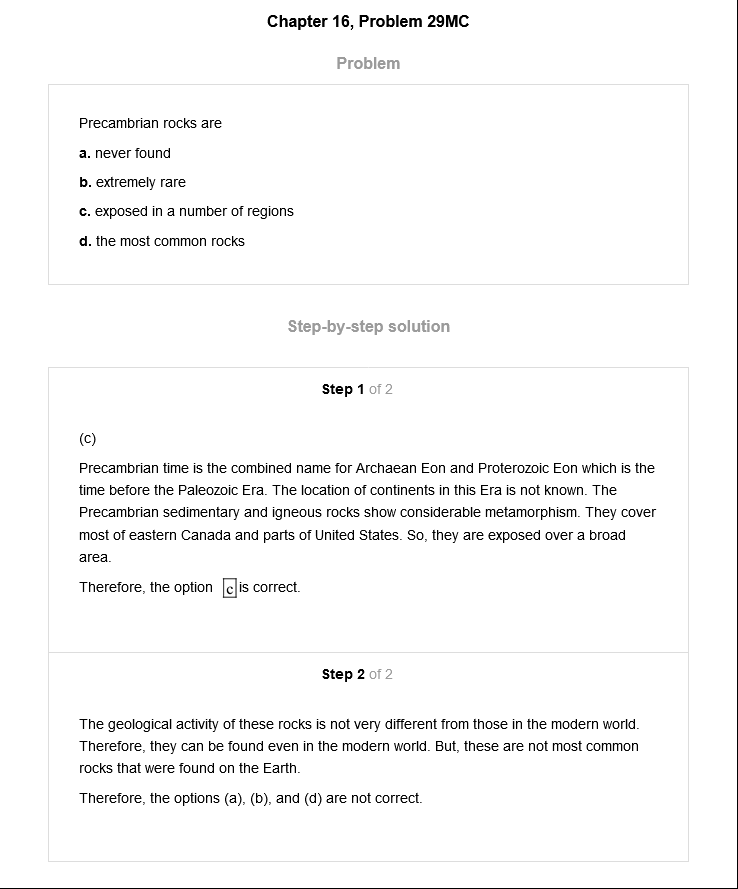 Chapter 16, Problem 29MC
Problem
Precambrian rocks are
a. never found
b. extremely rare
c. exposed in a number of regions
d. the most common rocks
Step-by-step solution
Step 1 of 2
(c)
Precambrian time is the combined name for Archaean Eon and Proterozoic Eon which is the
time before the Paleozoic Era. The location of continents in this Era is not known. The
Precambrian sedimentary and igneous rocks show considerable metamorphism. They cover
most of eastern Canada and parts of United States. So, they are exposed over a broad
area.
Therefore, the option c is correct.
Step 2 of 2
The geological activity of these rocks is not very different from those in the modern world.
Therefore, they can be found even in the modern world. But, these are not most common
rocks that were found on the Earth.
Therefore, the options (a), (b), and (d) are not correct.